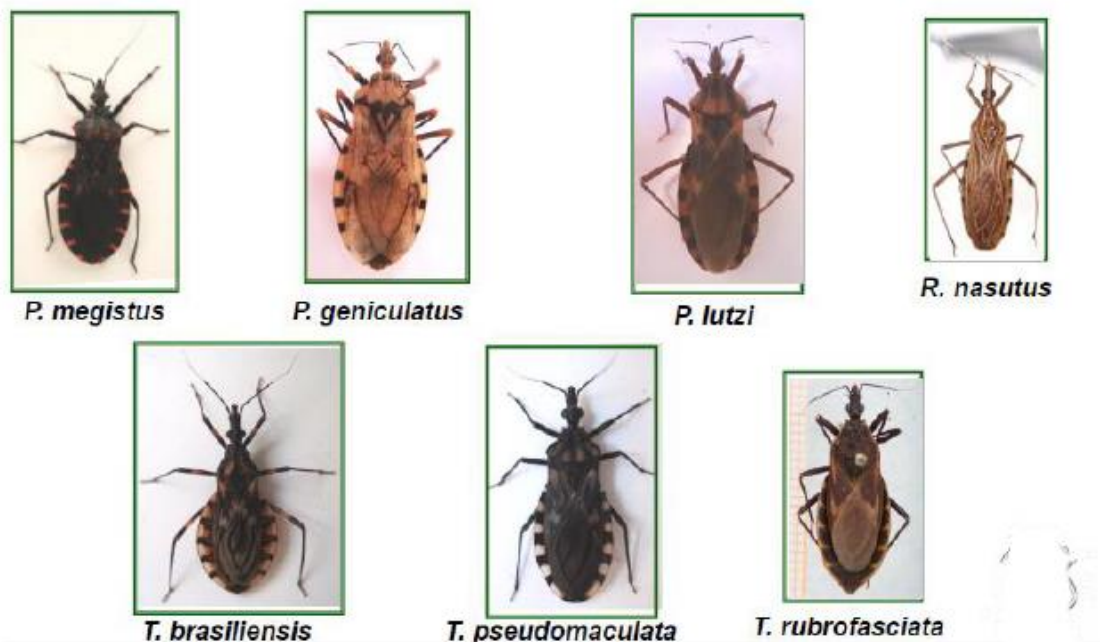 P. megistus
P. geniculatus
P. lutzi
R. nasutus
T. brasiliensis
T. pseudomaculata
T. rubrofasciata